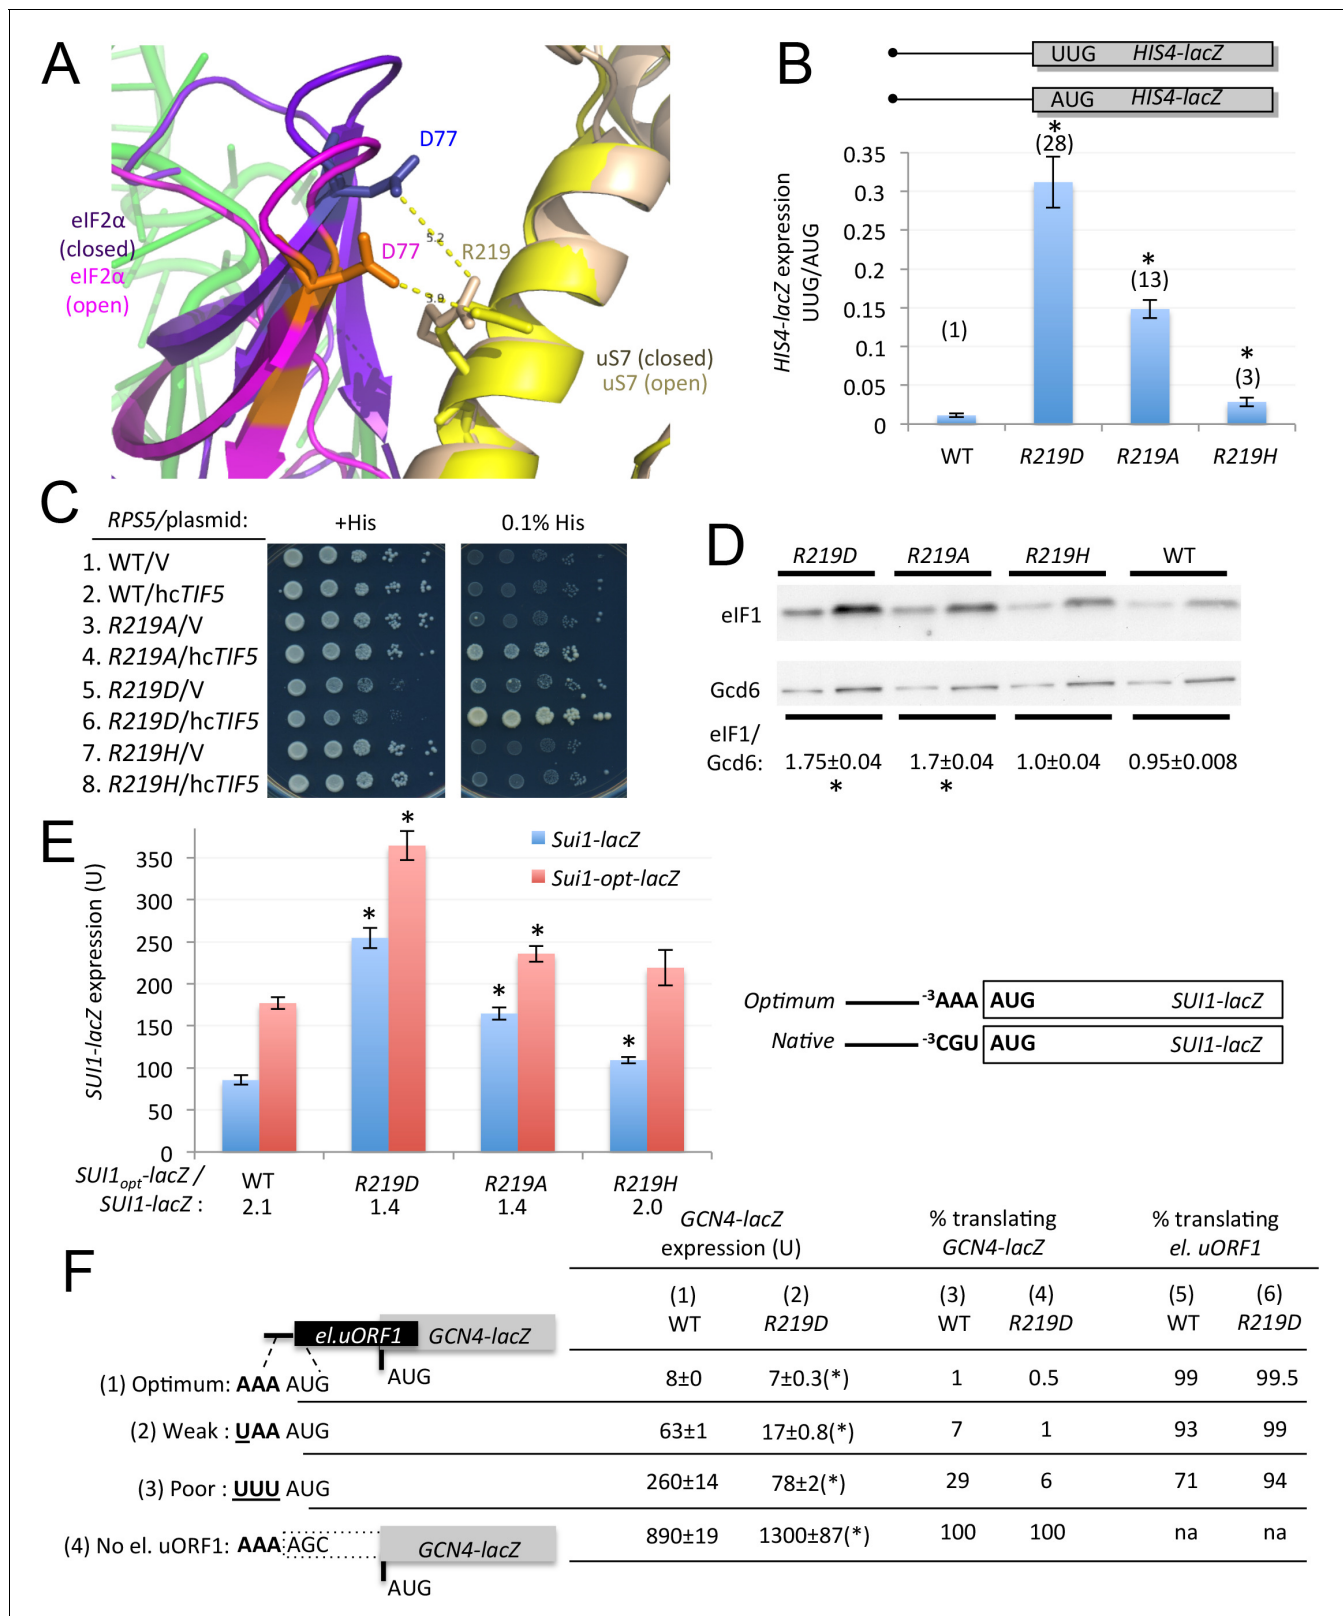 A
D77
5.2
D77
R219
3.9
eIF2α
(closed)
eIF2α
(open)
uS7 (closed)
uS7 (open)
B
UUG HIS4-lacZ
AUG HIS4-lacZ
HIS4-lacZ expression
UUG/AUG
0.35
0.3
0.25
0.2
0.15
0.1
0.05
0
(1)
*
(28)
*
(13)
*
(3)
WT R219D R219A R219H
C
RPS5/plasmid: +His 0.1% His
1. WT/V
2. WT/hcTIF5
3. R219A/V
4. R219A/hcTIF5
5. R219D/V
6. R219D/hcTIF5
7. R219H/V
8. R219H/hcTIF5
D
R219D R219A R219H WT
eIF1
Gcd6
eIF1/
Gcd6: 1.75±0.04 1.7±0.04 1.0±0.04 0.95±0.008
* *
E
SUI1-lacZ expression (U)
350
300
250
200
150
100
50
0
Sui1-lacZ
Sui1-opt-lacZ
* * * * *
WT R219D R219A R219H
SUI1opt-lacZ /
SUI1-lacZ : 2.1 1.4 1.4 2.0
Optimum -3AAA AUG SUI1-lacZ
Native -3CGU AUG SUI1-lacZ
F
GCN4-lacZ
expression (U)
% translating
GCN4-lacZ
% translating
el. uORF1
(1) (2) (3) (4) (5) (6)
WT R219D WT R219D WT R219D
el.uORF1 GCN4-lacZ
AUG
(1) Optimum: AAA AUG 8±0 7±0.3(*) 1 0.5 99 99.5
(2) Weak : UAA AUG 63±1 17±0.8(*) 7 1 93 99
(3) Poor : UUU AUG 260±14 78±2(*) 29 6 71 94
(4) No el. uORF1: AAA AGC GCN4-lacZ 890±19 1300±87(*) 100 100 na na
AUG